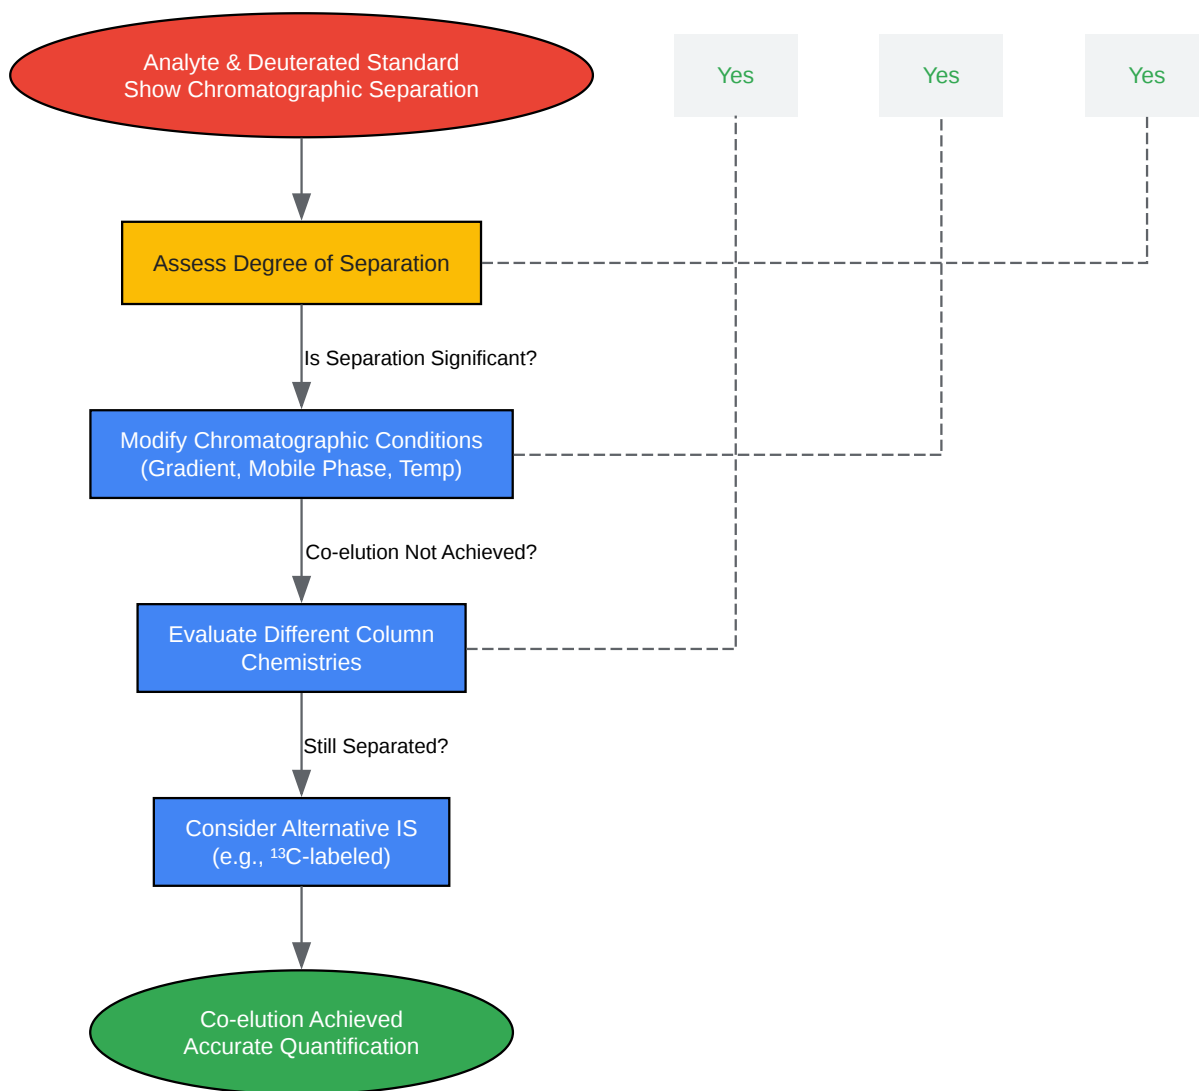 Analyte & Deuterated Standard
Show Chromatographic Separation
Yes
Yes
Yes
Assess Degree of Separation
Is Separation Significant?
Modify Chromatographic Conditions
(Gradient, Mobile Phase, Temp)
Co-elution Not Achieved?
Evaluate Different Column
Chemistries
Still Separated?
Consider Alternative IS
(e.g., ¹³C-labeled)
Co-elution Achieved
Accurate Quantification